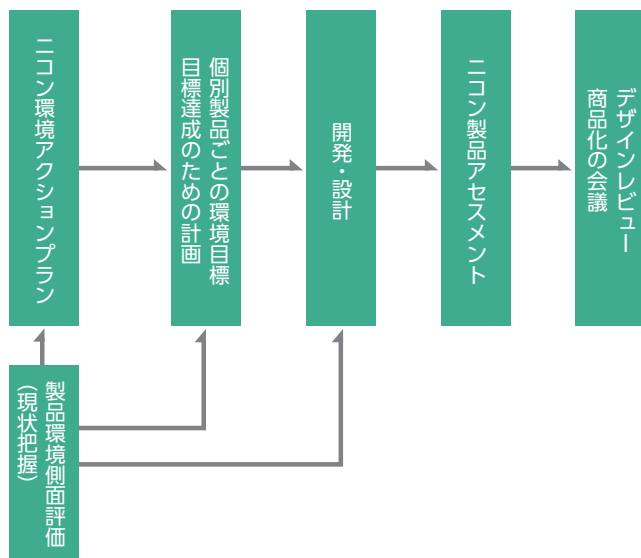 ニコン環境アクションプラン
個別製品ごとの環境目標
目標達成のための計画
開発・設計
ニコン製品アセスメント
デザインレビュー
商品化の会議
製品環境側面評価
(現状把握)